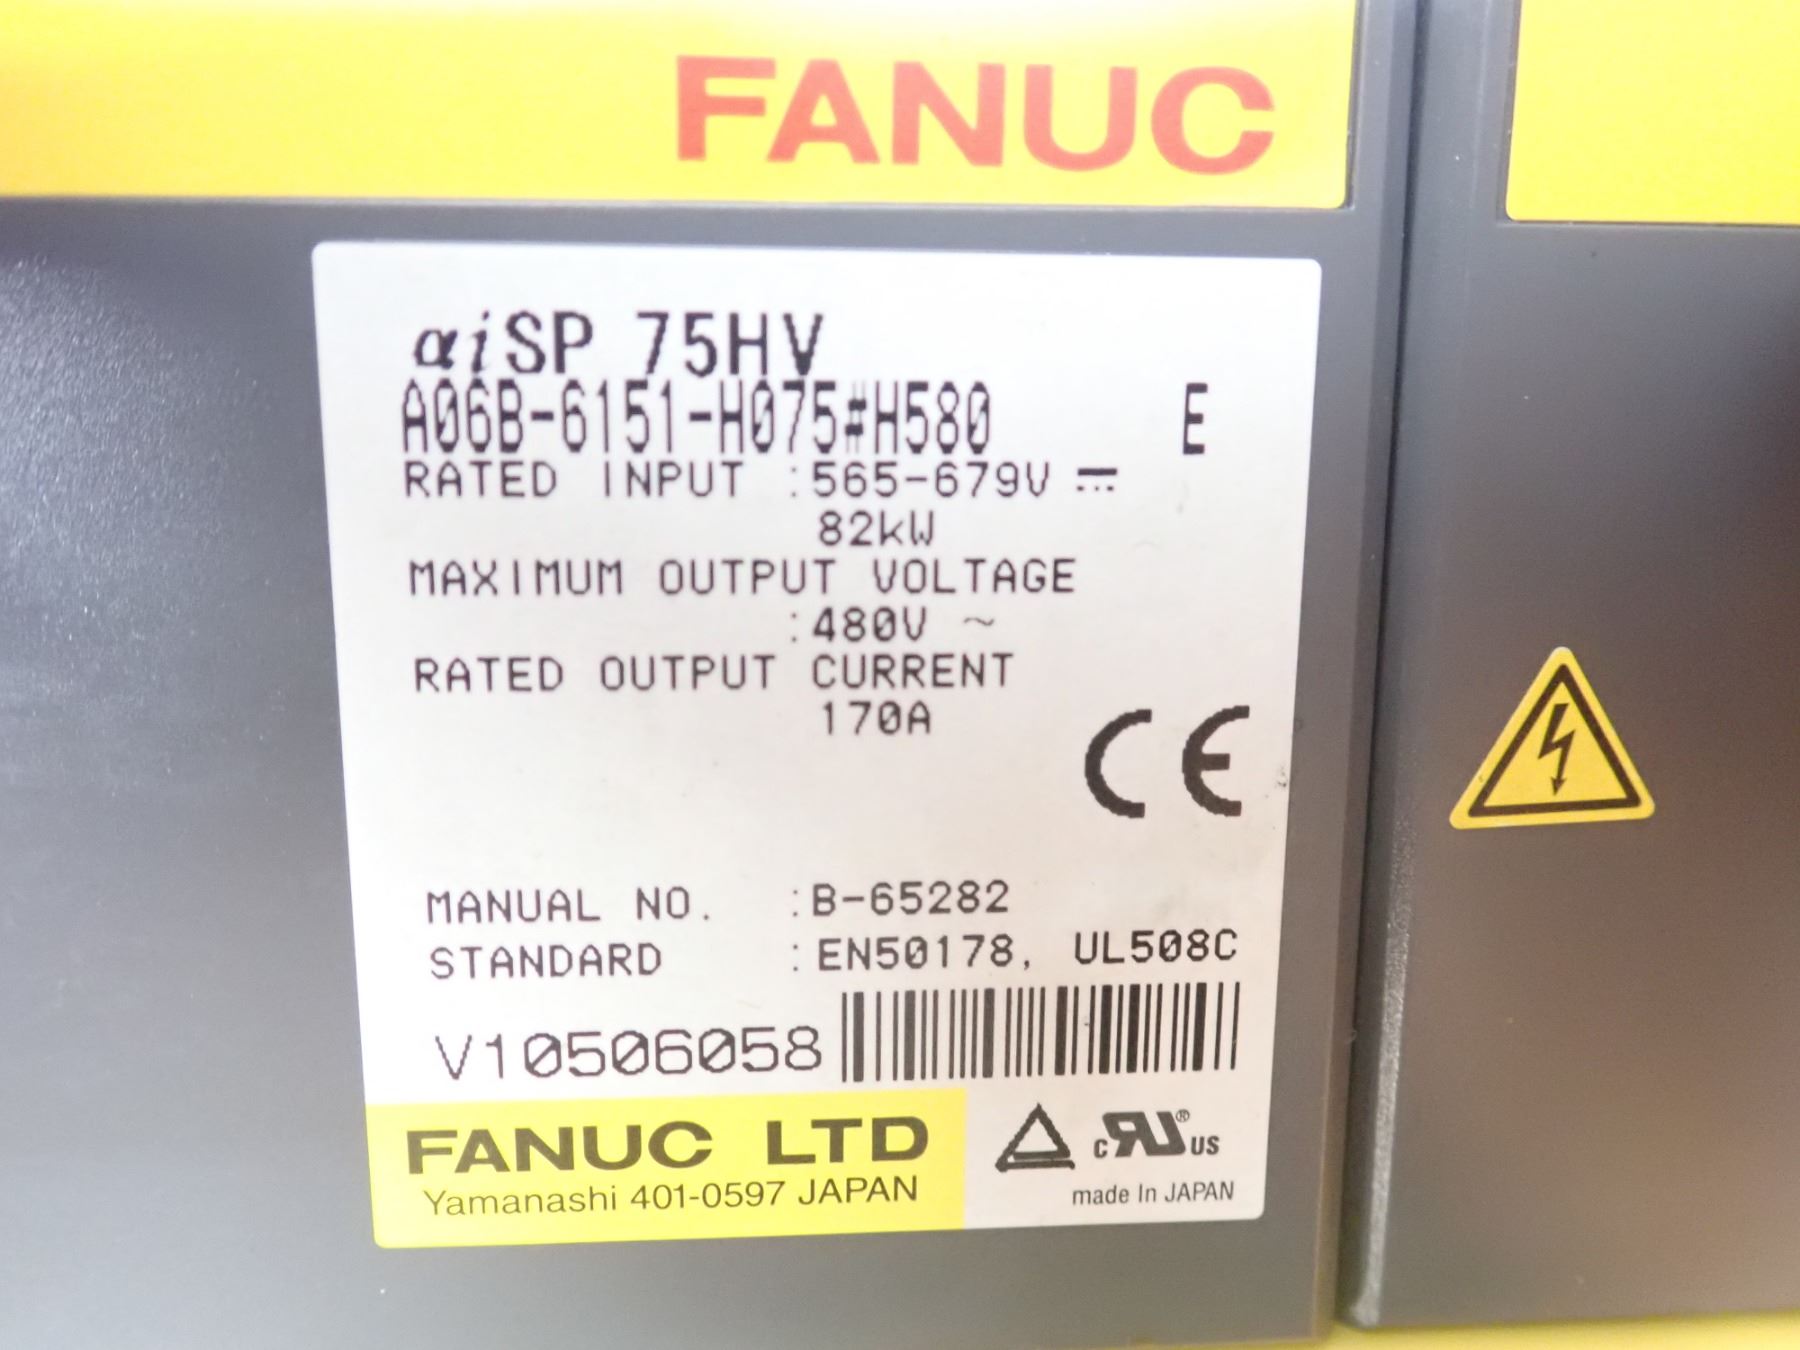 FANUC
αiSP 75HV
A06B-6151-H075#H580 E
RATED INPUT :565-679V ⎓
82kW
MAXIMUM OUTPUT VOLTAGE
:480V ~
RATED OUTPUT CURRENT
170A
CE
MANUAL NO. :B-65282
STANDARD :EN50178, UL508C
V10506058
FANUC LTD
Yamanashi 401-0597 JAPAN
c RU ® US
made In JAPAN